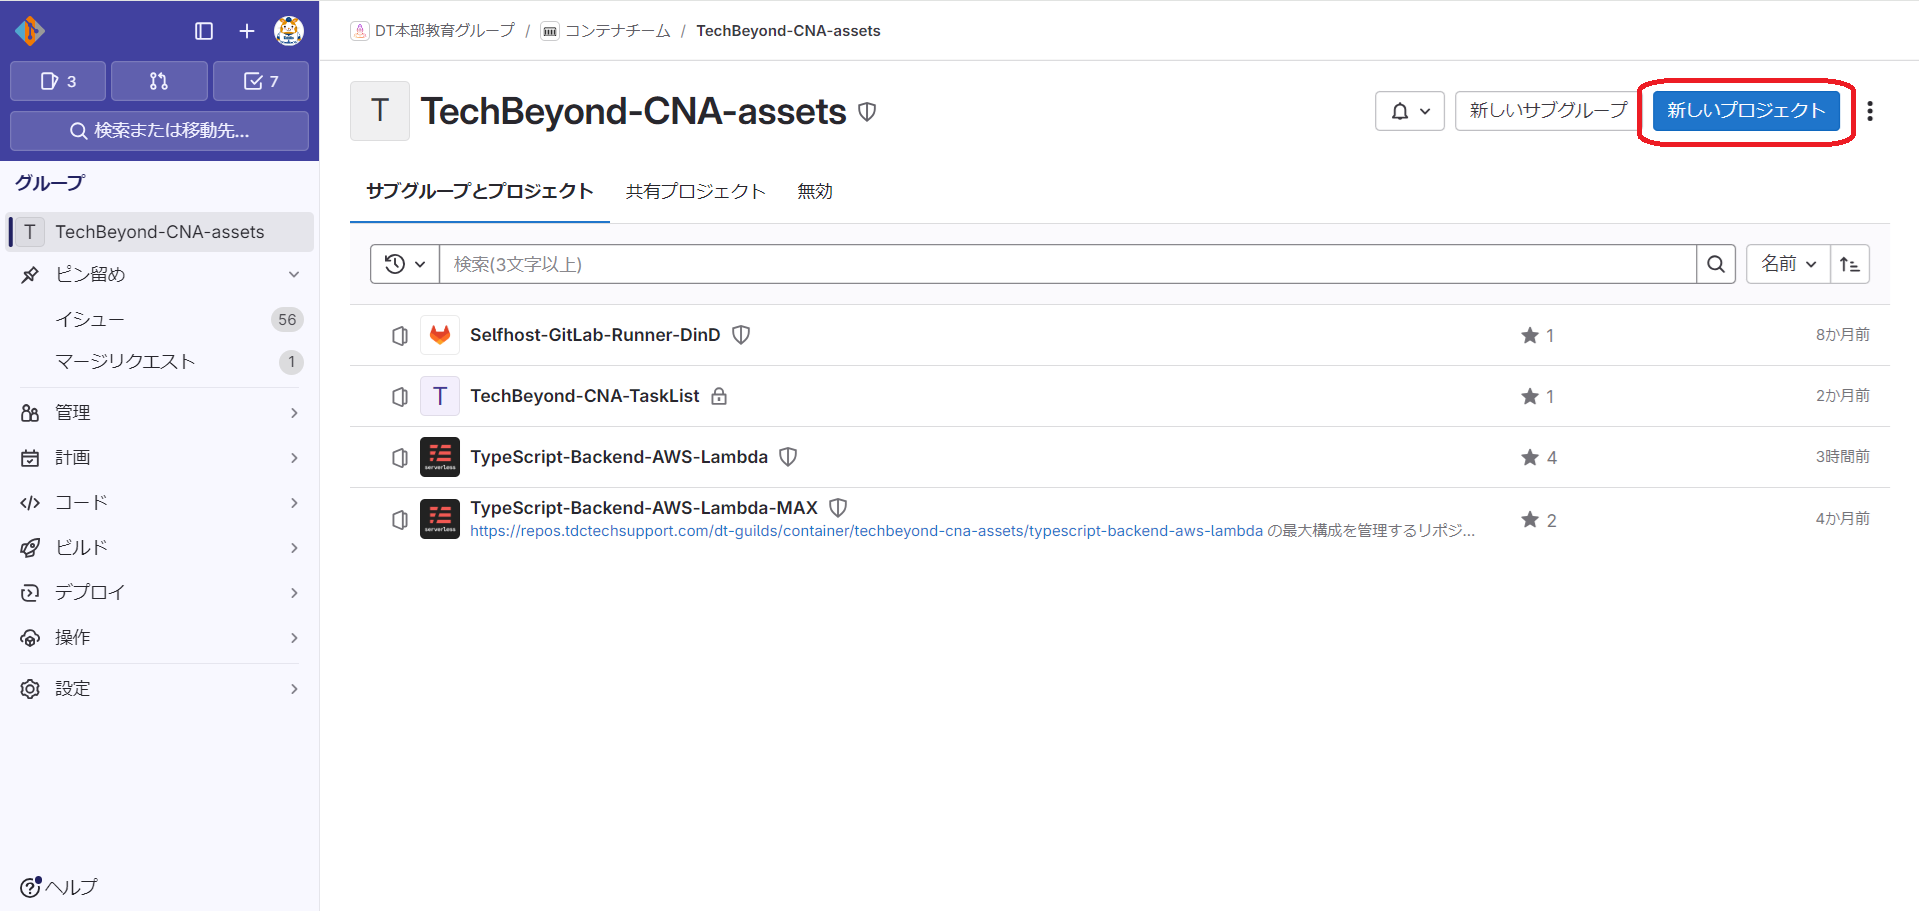 3
7
検索または移動先...
グループ
T TechBeyond-CNA-assets
ピン留め
イシュー 56
マージリクエスト 1
管理
計画
コード
ビルド
デプロイ
操作
設定
ヘルプ
DT本部教育グループ / コンテナチーム / TechBeyond-CNA-assets
T TechBeyond-CNA-assets
新しいサブグループ
新しいプロジェクト
サブグループとプロジェクト 共有プロジェクト 無効
検索(3文字以上)
名前
Selfhost-GitLab-Runner-DinD 1 8か月前
T TechBeyond-CNA-TaskList 1 2か月前
serverless TypeScript-Backend-AWS-Lambda 4 3時間前
serverless TypeScript-Backend-AWS-Lambda-MAX 2 4か月前
https://repos.tdctechsupport.com/dt-guilds/container/techbeyond-cna-assets/typescript-backend-aws-lambda の最大構成を管理するリポジ...